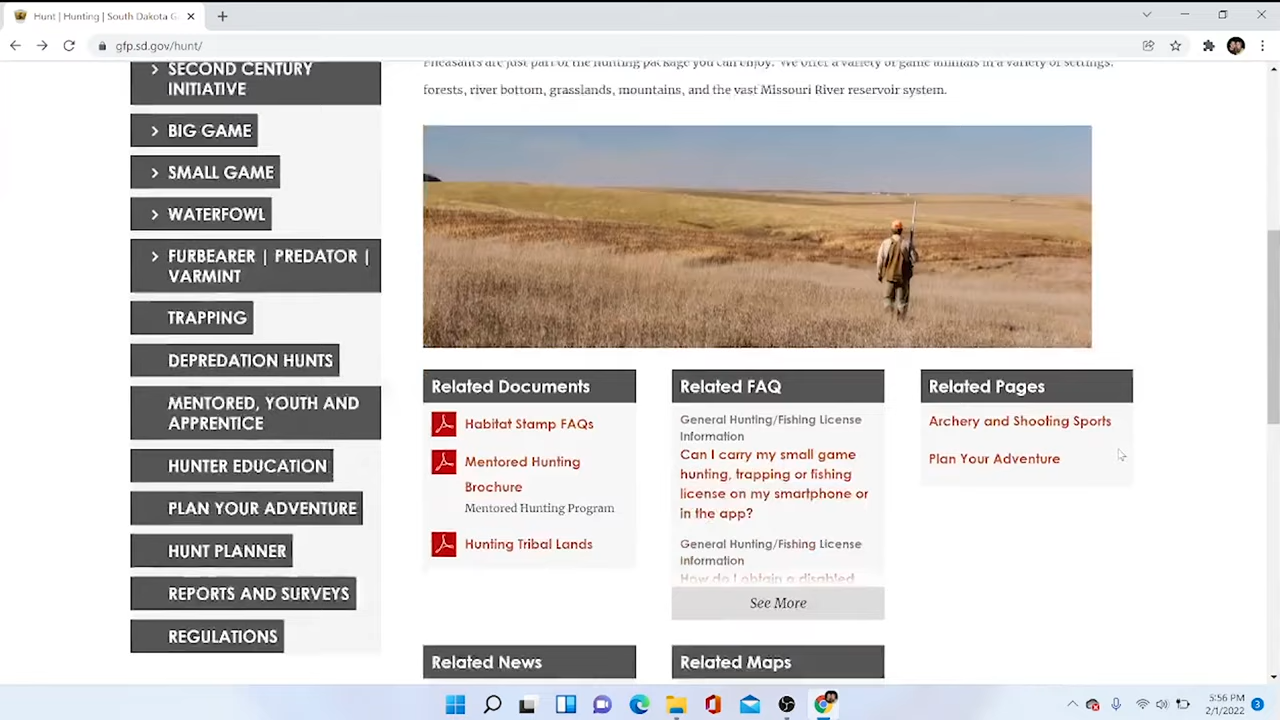 Hunt | Hunting | South Dakota G
gfp.sd.gov/hunt/
Pheasants are just part of the hunting package you can enjoy. We offer a variety of game animals in a variety of settings:
forests, river bottom, grasslands, mountains, and the vast Missouri River reservoir system.
SECOND CENTURY
INITIATIVE
BIG GAME
SMALL GAME
WATERFOWL
FURBEARER | PREDATOR |
VARMINT
TRAPPING
DEPREDATION HUNTS
MENTORED, YOUTH AND
APPRENTICE
HUNTER EDUCATION
PLAN YOUR ADVENTURE
HUNT PLANNER
REPORTS AND SURVEYS
REGULATIONS
Related Documents
Habitat Stamp FAQs
Mentored Hunting
Brochure
Mentored Hunting Program
Hunting Tribal Lands
Related FAQ
General Hunting/Fishing License
Information
Can I carry my small game
hunting, trapping or fishing
license on my smartphone or
in the app?
General Hunting/Fishing License
Information
How do I obtain a disabled
See More
Related Pages
Archery and Shooting Sports
Plan Your Adventure
Related News
Related Maps
5:56 PM
2/1/2022
3